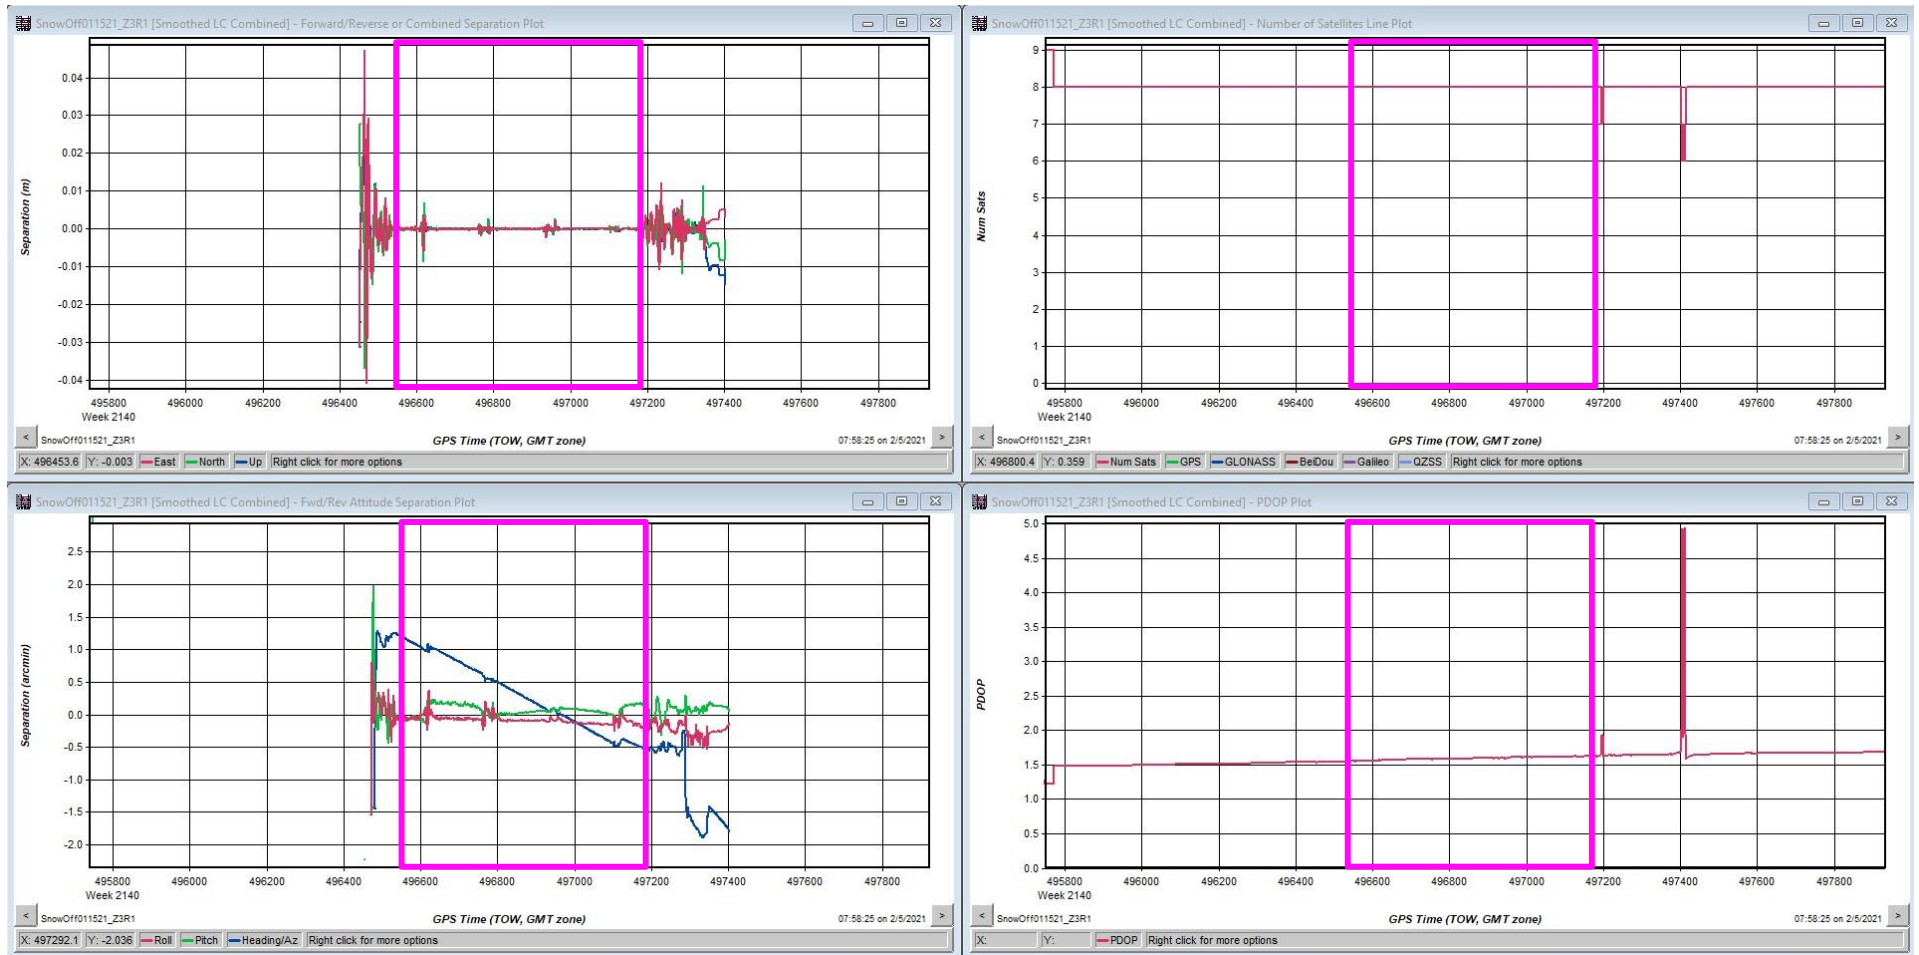 SnowOff011521_Z3R1 [Smoothed LC Combined] - Forward/Reverse or Combined Separation Plot
0.04
0.03
0.02
0.01
0.00
-0.01
-0.02
-0.03
-0.04
Separation (m)
495800 496000 496200 496400 496600 496800 497000 497200 497400 497600 497800
Week 2140
< SnowOff011521_Z3R1 GPS Time (TOW, GMT zone) 07:58:25 on 2/5/2021 >
X: 496453.6 Y: -0.003 East North Up Right click for more options
SnowOff011521_Z3R1 [Smoothed LC Combined] - Number of Satellites Line Plot
9
8
7
6
5
4
3
2
1
0
Num Sats
495800 496000 496200 496400 496600 496800 497000 497200 497400 497600 497800
Week 2140
< SnowOff011521_Z3R1 GPS Time (TOW, GMT zone) 07:58:25 on 2/5/2021 >
X: 496800.4 Y: 0.359 Num Sats GPS GLONASS BeiDou Galileo QZSS Right click for more options
SnowOff011521_Z3R1 [Smoothed LC Combined] - Fwd/Rev Attitude Separation Plot
2.5
2.0
1.5
1.0
0.5
0.0
-0.5
-1.0
-1.5
-2.0
Separation (arcmin)
495800 496000 496200 496400 496600 496800 497000 497200 497400 497600 497800
Week 2140
< SnowOff011521_Z3R1 GPS Time (TOW, GMT zone) 07:58:25 on 2/5/2021 >
X: 497292.1 Y: -2.036 Roll Pitch Heading/Az Right click for more options
SnowOff011521_Z3R1 [Smoothed LC Combined] - PDOP Plot
5.0
4.5
4.0
3.5
3.0
2.5
2.0
1.5
1.0
0.5
0.0
PDOP
495800 496000 496200 496400 496600 496800 497000 497200 497400 497600 497800
Week 2140
< SnowOff011521_Z3R1 GPS Time (TOW, GMT zone) 07:58:25 on 2/5/2021 >
X: Y: PDOP Right click for more options